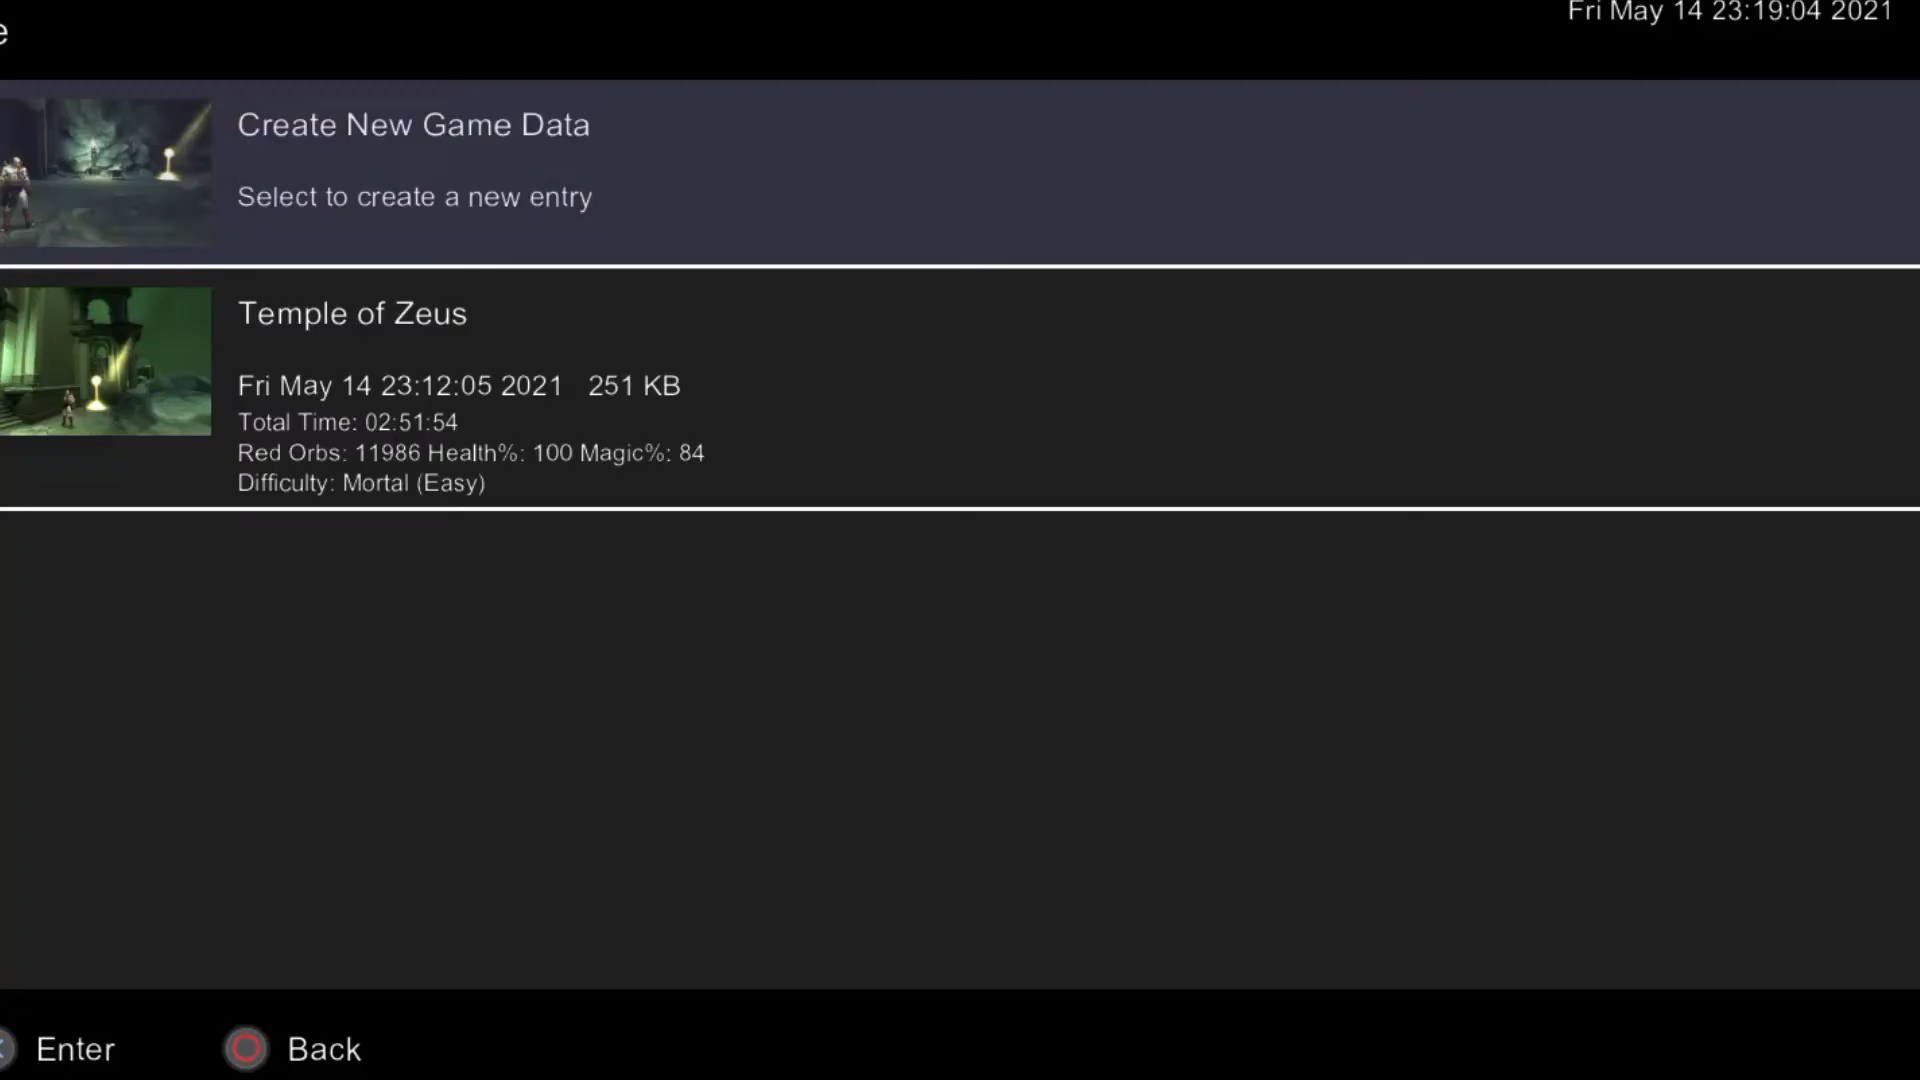 Fri May 14 23:19:04 2021
Create New Game Data
Select to create a new entry
Temple of Zeus
Fri May 14 23:12:05 2021 251 KB
Total Time: 02:51:54
Red Orbs: 11986 Health%: 100 Magic%: 84
Difficulty: Mortal (Easy)
Enter
Back